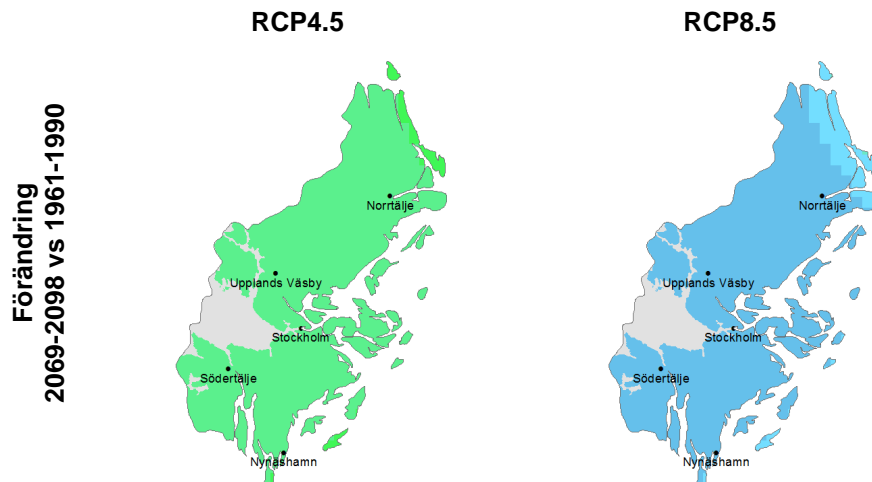 RCP4.5
RCP8.5
Förändring
2069-2098 vs 1961-1990
Norrtälje
Upplands Väsby
Stockholm
Södertälje
Nynäshamn
Norrtälje
Upplands Väsby
Stockholm
Södertälje
Nynäshamn